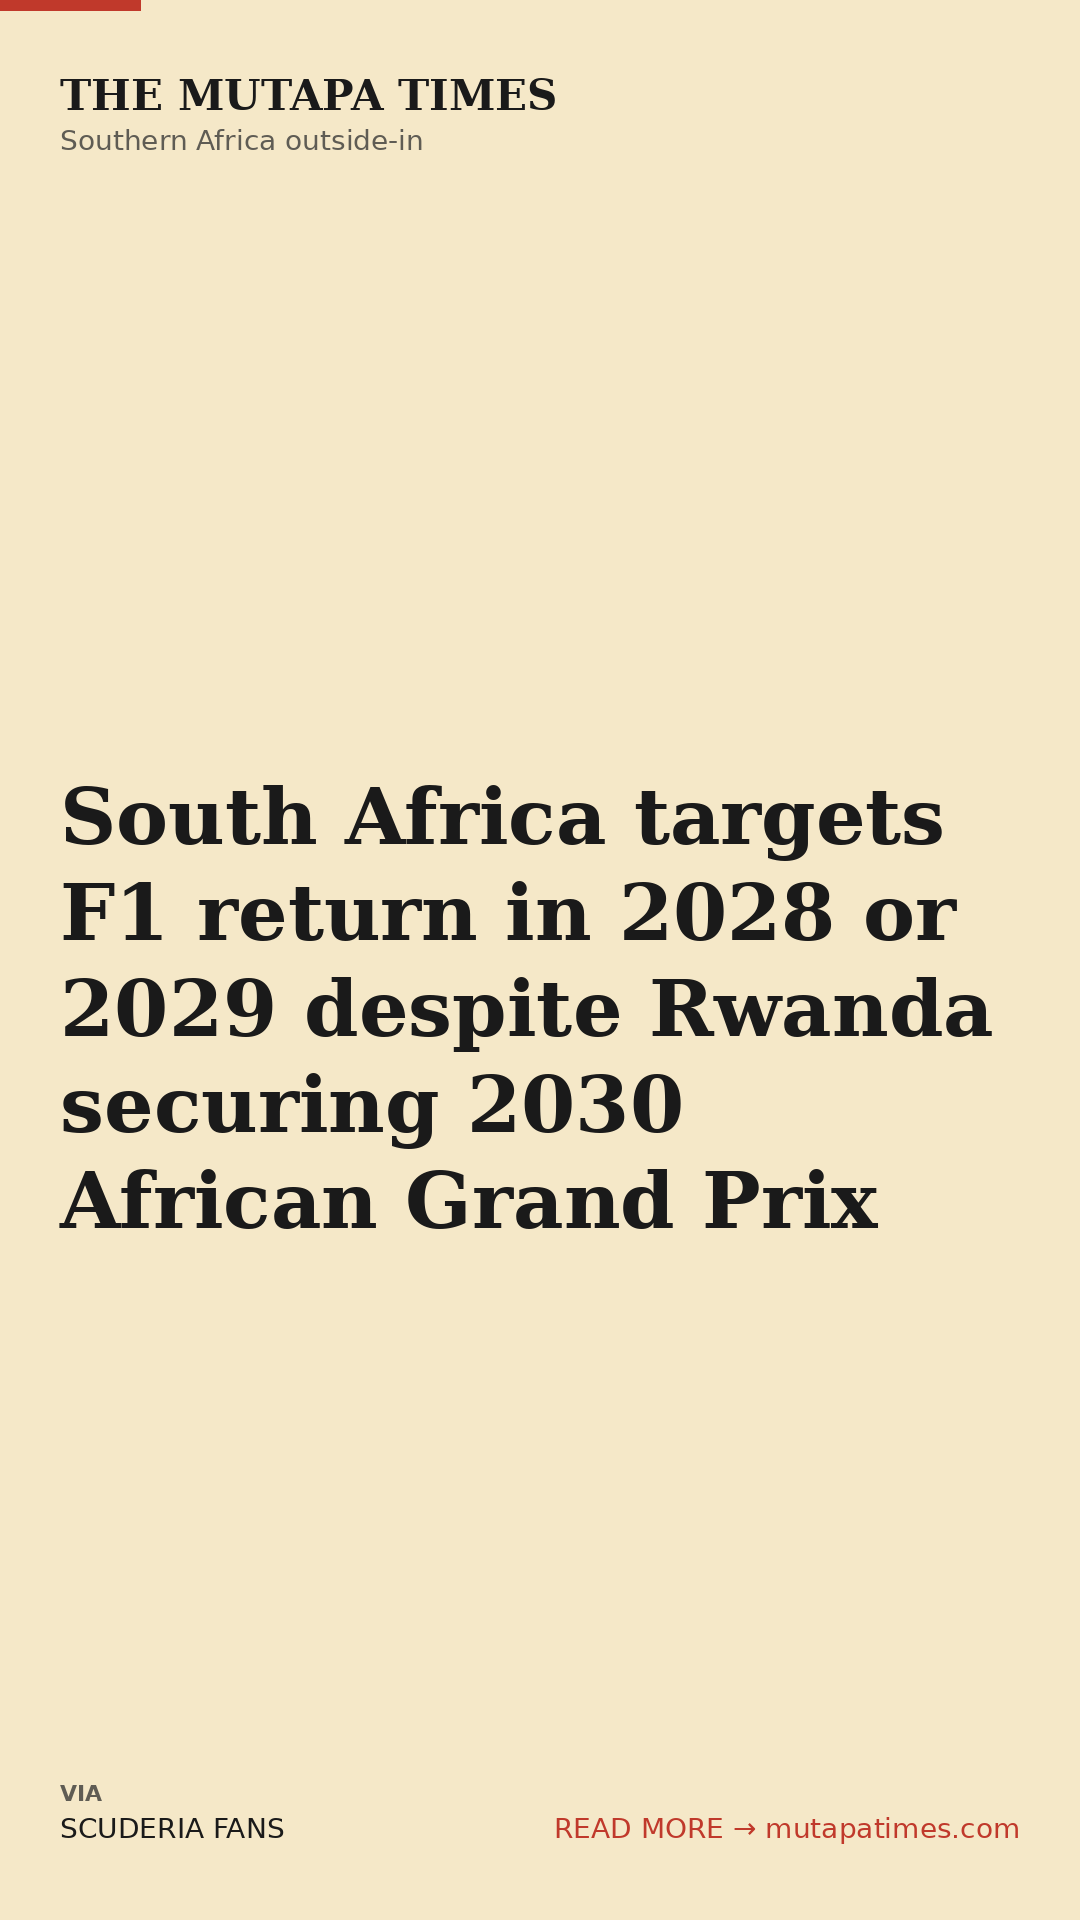 THE MUTAPA TIMES
Southern Africa outside-in
South Africa targets
F1 return in 2028 or
2029 despite Rwanda
securing 2030
African Grand Prix
VIA
SCUDERIA FANS
READ MORE → mutapatimes.com